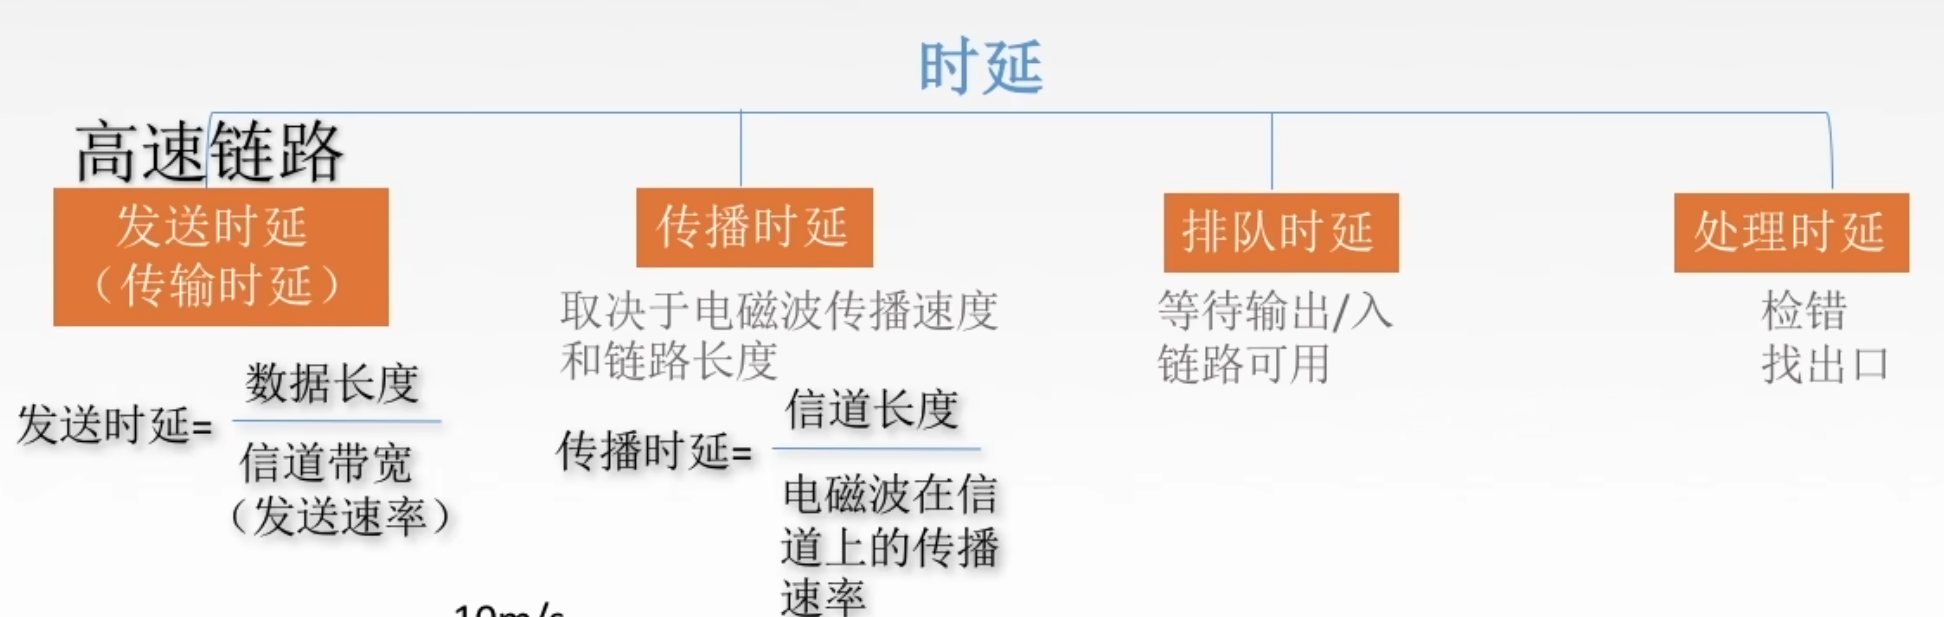 时延
高速链路
发送时延
（传输时延）
发送时延=
数据长度
信道带宽
（发送速率）
传播时延
取决于电磁波传播速度
和链路长度
传播时延=
信道长度
电磁波在信
道上的传播
速率
排队时延
等待输出/入
链路可用
处理时延
检错
找出口
10m/s